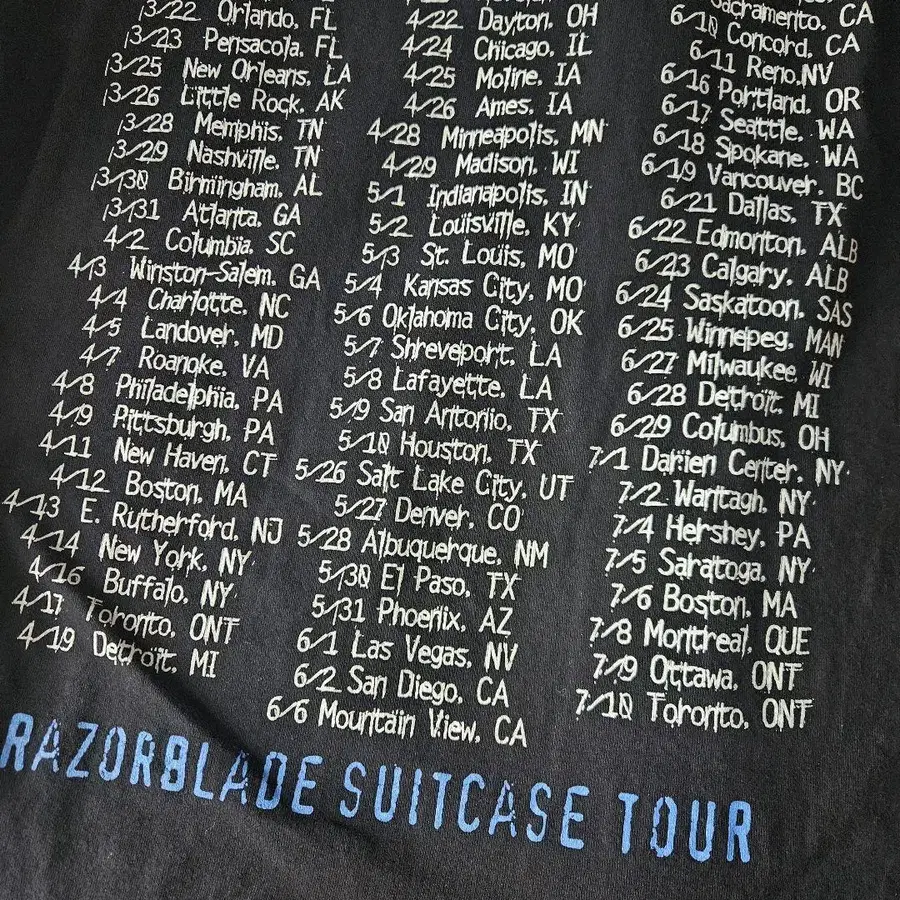 3/22 Orlando, FL
3/23 Pensacola, FL
3/25 New Orleans, LA
3/26 Little Rock, AK
3/28 Memphis, TN
3/29 Nashville, TN
3/30 Birmingham, AL
3/31 Atlanta, GA
4/2 Columbia, SC
4/3 Winston-Salem, GA
4/4 Charlotte, NC
4/5 Landover, MD
4/7 Roanoke, VA
4/8 Philadelphia, PA
4/9 Pittsburgh, PA
4/11 New Haven, CT
4/12 Boston, MA
4/13 E. Rutherford, NJ
4/14 New York, NY
4/16 Buffalo, NY
4/17 Toronto, ONT
4/19 Detroit, MI
4/22 Dayton, OH
4/24 Chicago, IL
4/25 Moline, IA
4/26 Ames, IA
4/28 Minneapolis, MN
4/29 Madison, WI
5/1 Indianapolis, IN
5/2 Louisville, KY
5/3 St. Louis, MO
5/4 Kansas City, MO
5/6 Oklahoma City, OK
5/7 Shreveport, LA
5/8 Lafayette, LA
5/9 San Antonio, TX
5/10 Houston, TX
5/26 Salt Lake City, UT
5/27 Denver, CO
5/28 Albuquerque, NM
5/30 El Paso, TX
5/31 Phoenix, AZ
6/1 Las Vegas, NV
6/2 San Diego, CA
6/6 Mountain View, CA
Sacramento, CA
6/10 Concord, CA
6/11 Reno, NV
6/16 Portland, OR
6/17 Seattle, WA
6/18 Spokane, WA
6/19 Vancouver, BC
6/21 Dallas, TX
6/22 Edmonton, ALB
6/23 Calgary, ALB
6/24 Saskatoon, SAS
6/25 Winnepeg, MAN
6/27 Milwaukee, WI
6/28 Detroit, MI
6/29 Columbus, OH
7/1 Darien Center, NY
7/2 Wantagh, NY
7/4 Hershey, PA
7/5 Saratoga, NY
7/6 Boston, MA
7/8 Montreal, QUE
7/9 Ottawa, ONT
7/10 Toronto, ONT
RAZORBLADE SUITCASE TOUR